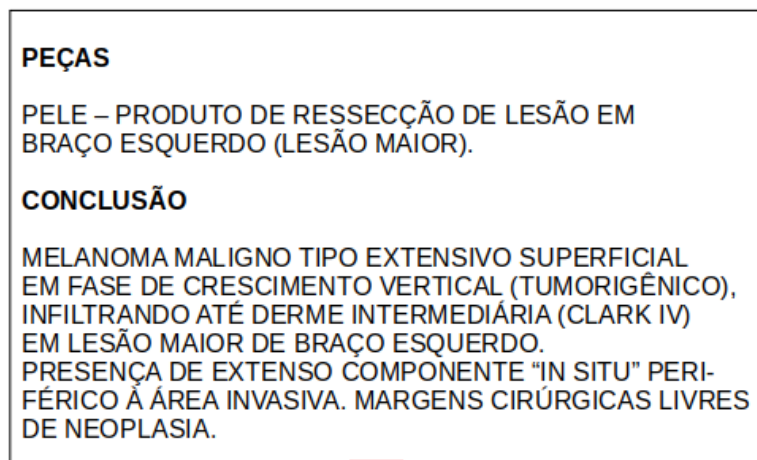 PEÇAS
PELE – PRODUTO DE RESSECÇÃO DE LESÃO EM
BRAÇO ESQUERDO (LESÃO MAIOR).
CONCLUSÃO
MELANOMA MALIGNO TIPO EXTENSIVO SUPERFICIAL
EM FASE DE CRESCIMENTO VERTICAL (TUMORIGÊNICO),
INFILTRANDO ATÉ DERME INTERMEDIÁRIA (CLARK IV)
EM LESÃO MAIOR DE BRAÇO ESQUERDO.
PRESENÇA DE EXTENSO COMPONENTE “IN SITU” PERI-
FÉRICO À ÁREA INVASIVA. MARGENS CIRÚRGICAS LIVRES
DE NEOPLASIA.